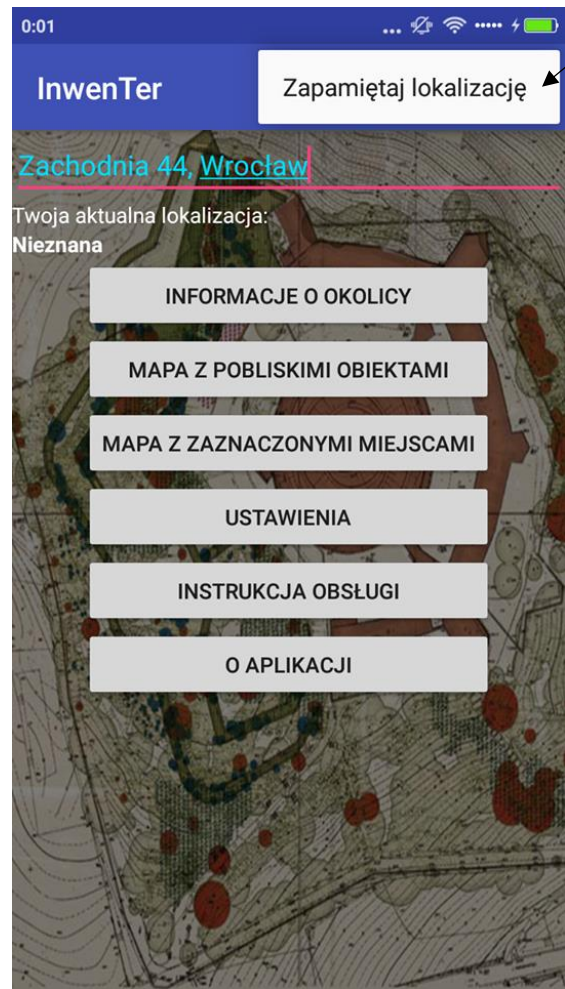 0:01
InwenTer
Zapamiętaj lokalizację
Zachodnia 44, Wrocław
Twoja aktualna lokalizacja:
Nieznana
INFORMACJE O OKOLICY
MAPA Z POBLISKIMI OBIEKTAMI
MAPA Z ZAZNACZONYMI MIEJSCAMI
USTAWIENIA
INSTRUKCJA OBSŁUGI
O APLIKACJI